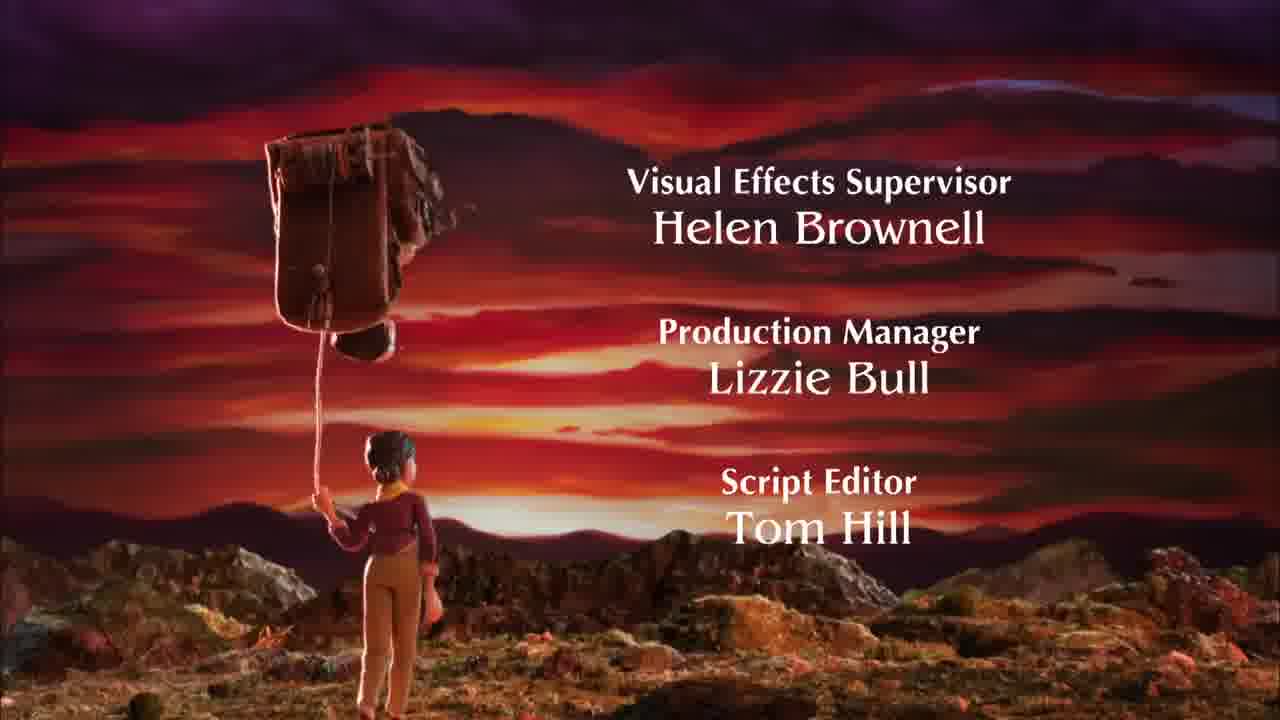 Visual Effects Supervisor
Helen Brownell
Production Manager
Lizzie Bull
Script Editor
Tom Hill